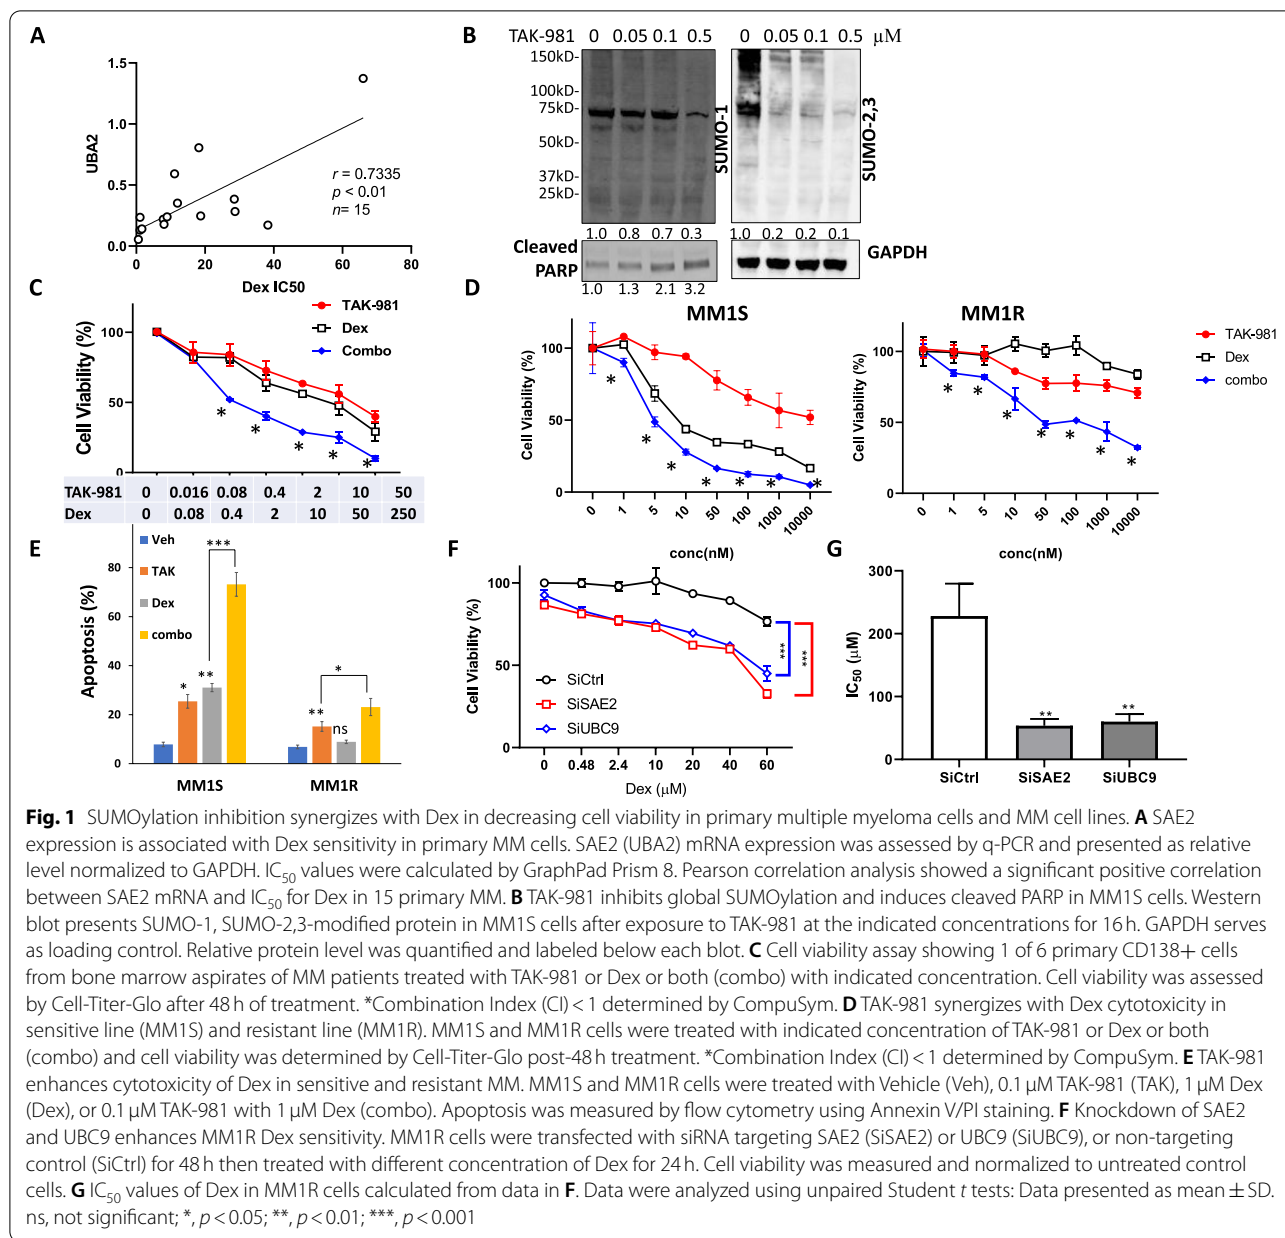 A
1.5
1.0
0.5
0.0
UBA2
r = 0.7335
p < 0.01
n= 15
0 20 40 60 80
Dex IC50
B
TAK-981 0 0.05 0.1 0.5 0 0.05 0.1 0.5 μM
150kD-
100kD-
75kD-
50kD-
37kD-
25kD-
SUMO-1
SUMO-2,3
1.0 0.8 0.7 0.3
1.0 0.2 0.2 0.1
Cleaved
PARP
GAPDH
1.0 1.3 2.1 3.2
C
TAK-981
Dex
Combo
100
50
0
Cell Viability (%)
* * * * *
TAK-981 0 0.016 0.08 0.4 2 10 50
Dex 0 0.08 0.4 2 10 50 250
D
MM1S
100
50
0
Cell Viability (%)
* * * * * * *
0 1 5 10 50 100 1000 10000
conc(nM)
MM1R
100
50
0
Cell Viability (%)
* * * * * * *
0 1 5 10 50 100 1000 10000
conc(nM)
TAK-981
Dex
combo
E
Veh
TAK
Dex
combo
80
60
40
20
0
Apoptosis (%)
* ** ***
** ns *
MM1S MM1R
F
100
50
0
Cell Viability (%)
SiCtrl
SiSAE2
SiUBC9
*** ***
0 0.48 2.4 10 20 40 60
Dex (μM)
G
300
200
100
0
IC50 (μM)
** **
SiCtrl SiSAE2 SiUBC9
Fig. 1 SUMOylation inhibition synergizes with Dex in decreasing cell viability in primary multiple myeloma cells and MM cell lines. A SAE2
expression is associated with Dex sensitivity in primary MM cells. SAE2 (UBA2) mRNA expression was assessed by q-PCR and presented as relative
level normalized to GAPDH. IC50 values were calculated by GraphPad Prism 8. Pearson correlation analysis showed a significant positive correlation
between SAE2 mRNA and IC50 for Dex in 15 primary MM. B TAK-981 inhibits global SUMOylation and induces cleaved PARP in MM1S cells. Western
blot presents SUMO-1, SUMO-2,3-modified protein in MM1S cells after exposure to TAK-981 at the indicated concentrations for 16 h. GAPDH serves
as loading control. Relative protein level was quantified and labeled below each blot. C Cell viability assay showing 1 of 6 primary CD138+ cells
from bone marrow aspirates of MM patients treated with TAK-981 or Dex or both (combo) with indicated concentration. Cell viability was assessed
by Cell-Titer-Glo after 48 h of treatment. *Combination Index (CI) < 1 determined by CompuSym. D TAK-981 synergizes with Dex cytotoxicity in
sensitive line (MM1S) and resistant line (MM1R). MM1S and MM1R cells were treated with indicated concentration of TAK-981 or Dex or both
(combo) and cell viability was determined by Cell-Titer-Glo post-48 h treatment. *Combination Index (CI) < 1 determined by CompuSym. E TAK-981
enhances cytotoxicity of Dex in sensitive and resistant MM. MM1S and MM1R cells were treated with Vehicle (Veh), 0.1 μM TAK-981 (TAK), 1 μM Dex
(Dex), or 0.1 μM TAK-981 with 1 μM Dex (combo). Apoptosis was measured by flow cytometry using Annexin V/PI staining. F Knockdown of SAE2
and UBC9 enhances MM1R Dex sensitivity. MM1R cells were transfected with siRNA targeting SAE2 (SiSAE2) or UBC9 (SiUBC9), or non-targeting
control (SiCtrl) for 48 h then treated with different concentration of Dex for 24 h. Cell viability was measured and normalized to untreated control
cells. G IC50 values of Dex in MM1R cells calculated from data in F. Data were analyzed using unpaired Student t tests: Data presented as mean ± SD.
ns, not significant; *, p < 0.05; **, p < 0.01; ***, p < 0.001